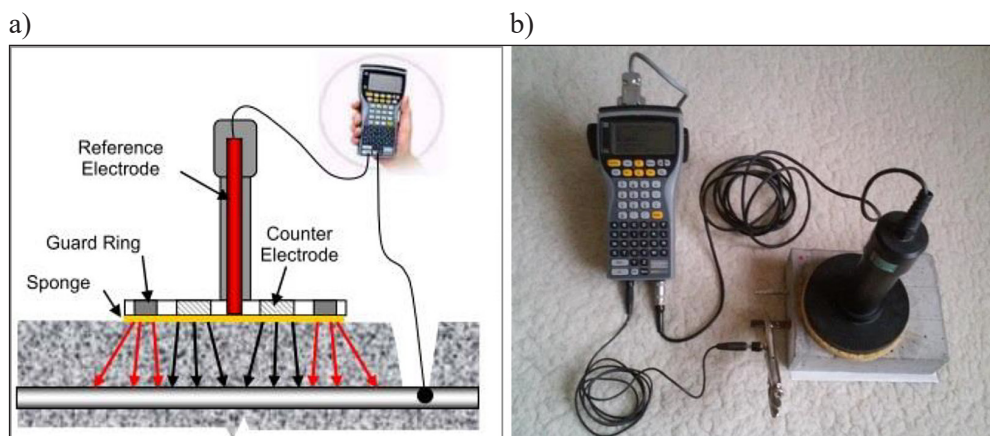 a)
b)
Reference
Electrode
Guard Ring
Counter
Electrode
Sponge